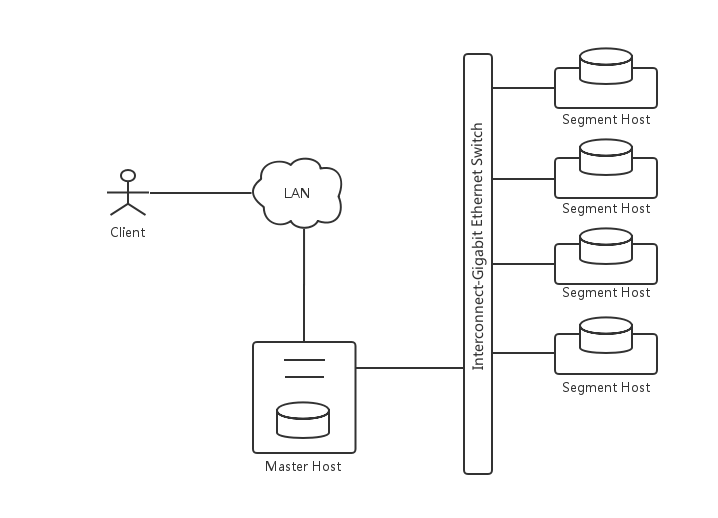 Client
LAN
Master Host
Interconnect-Gigabit Ethernet Switch
Segment Host
Segment Host
Segment Host
Segment Host